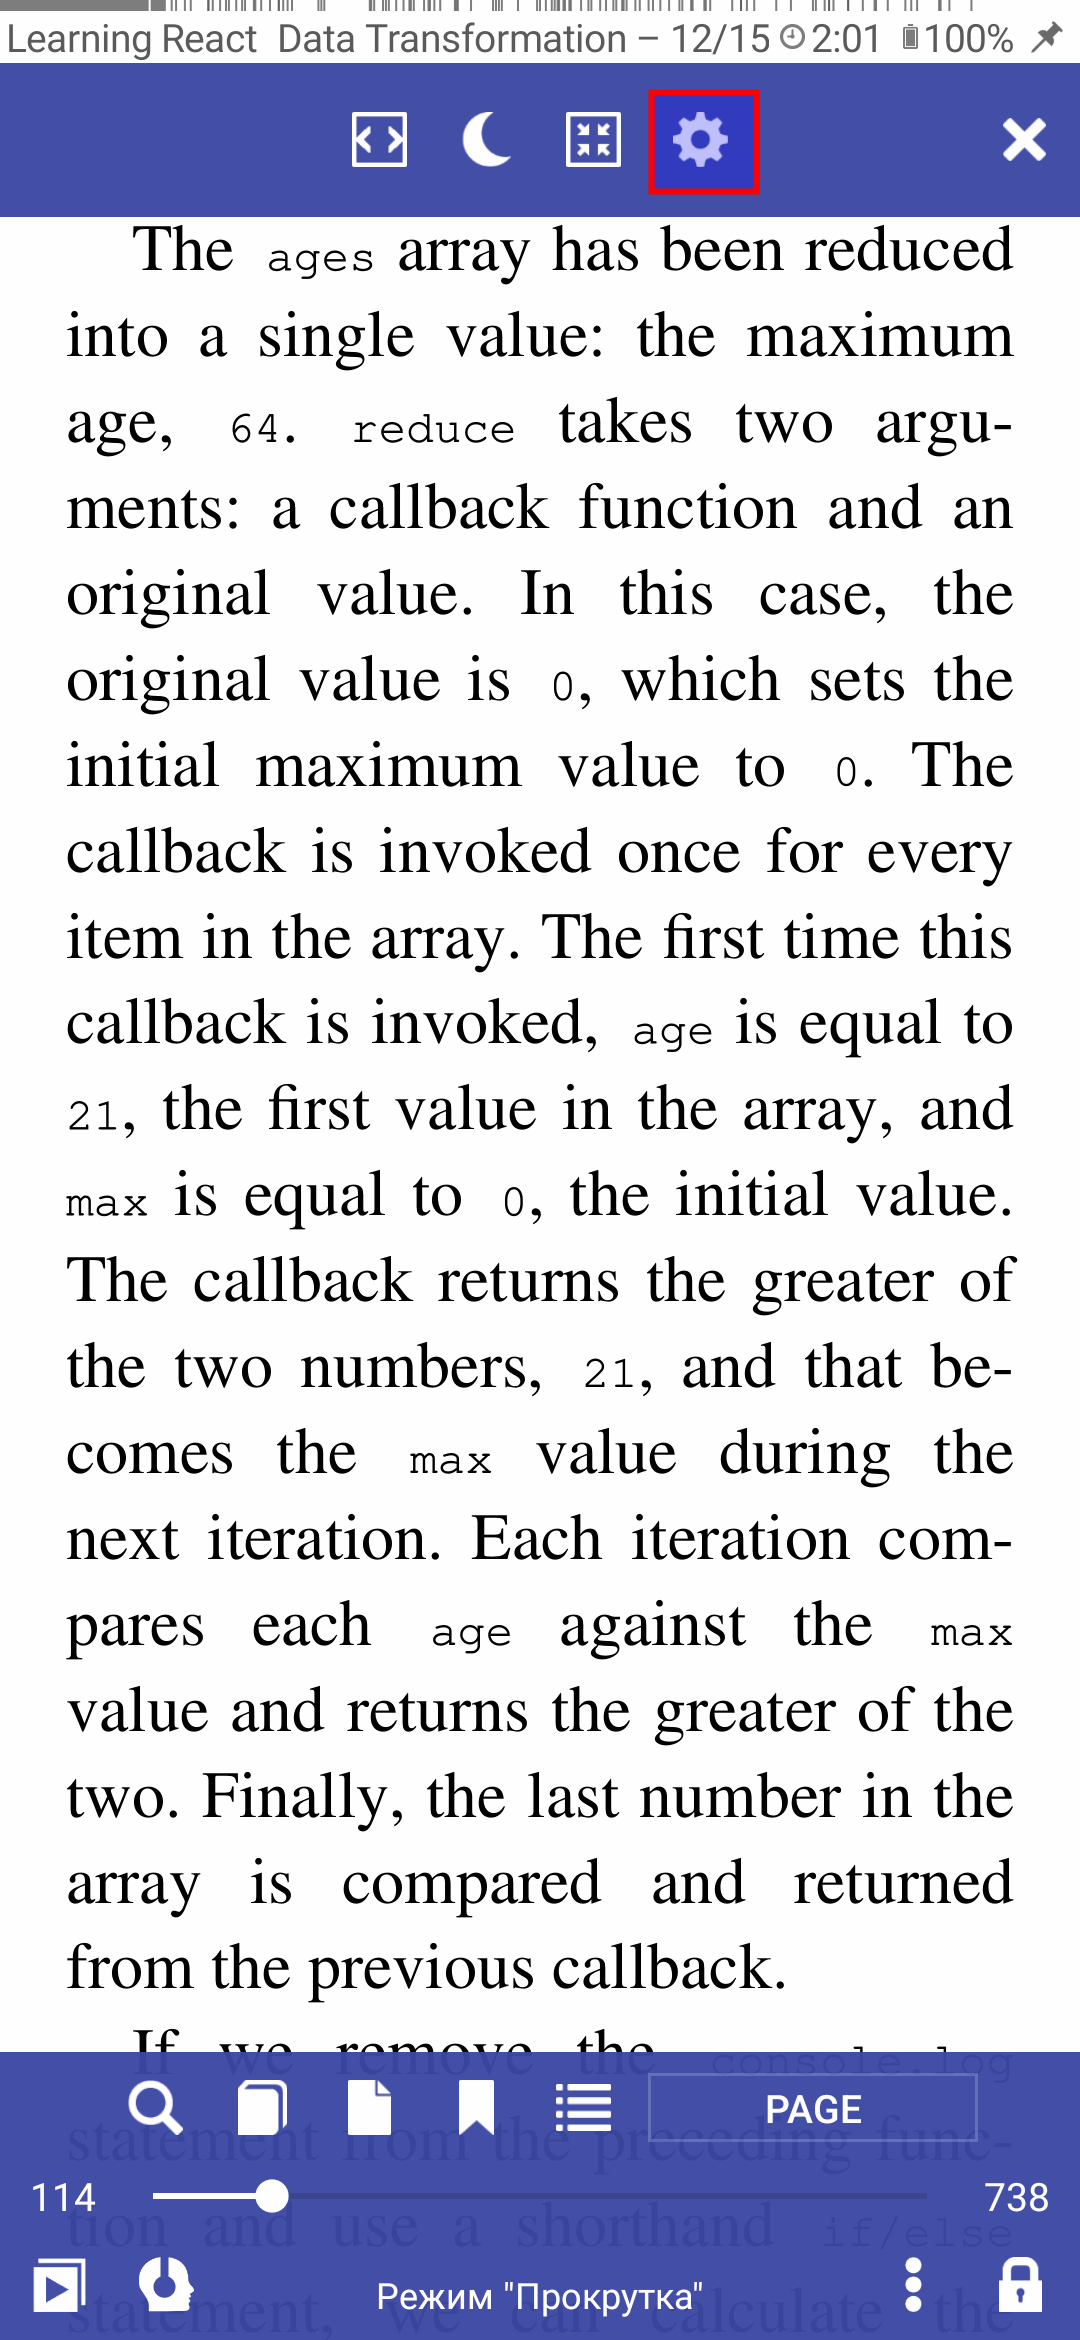 Learning React Data Transformation – 12/15 2:01 100%
The ages array has been reduced
into a single value: the maximum
age, 64. reduce takes two argu-
ments: a callback function and an
original value. In this case, the
original value is 0, which sets the
initial maximum value to 0. The
callback is invoked once for every
item in the array. The first time this
callback is invoked, age is equal to
21, the first value in the array, and
max is equal to 0, the initial value.
The callback returns the greater of
the two numbers, 21, and that be-
comes the max value during the
next iteration. Each iteration com-
pares each age against the max
value and returns the greater of the
two. Finally, the last number in the
array is compared and returned
from the previous callback.
If we remove the console.log
PAGE
statement from the preceding func-
114 738
tion and use a shorthand if/else
Режим "Прокрутка"
statement, we can calculate the